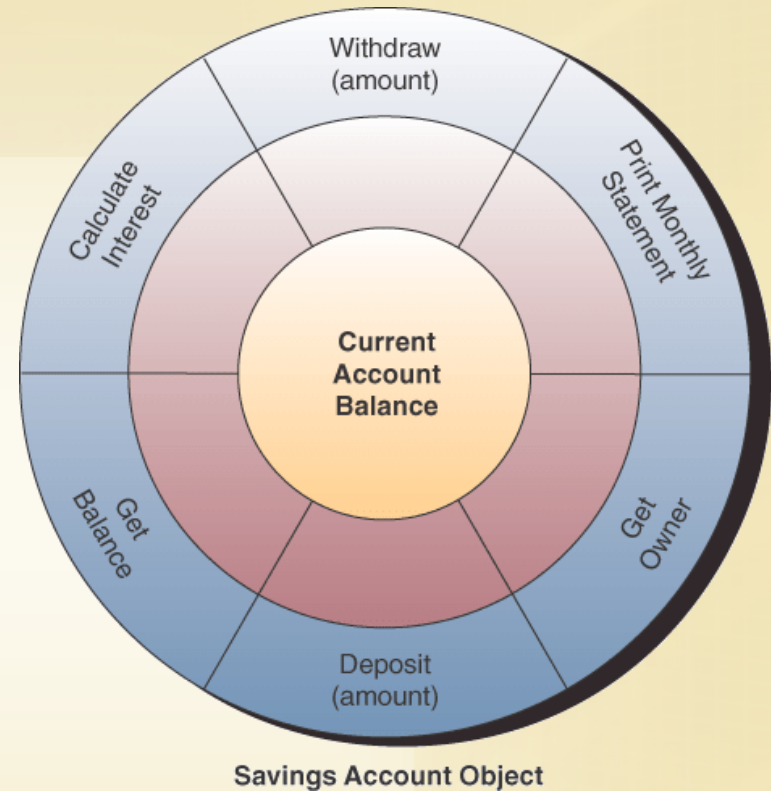 Withdraw
(amount)
Print Monthly
Statement
Calculate
Interest
Current
Account
Balance
Get
Balance
Get
Owner
Deposit
(amount)
Savings Account Object